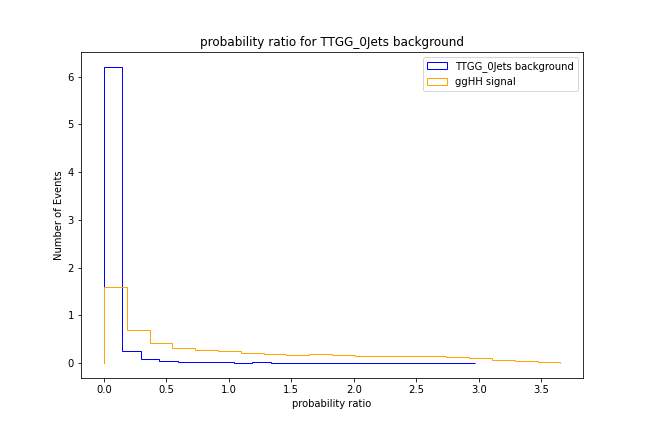 probability ratio for TTGG_0Jets background
TTGG_0Jets background
ggHH signal
Number of Events
6
5
4
3
2
1
0
0.0 0.5 1.0 1.5 2.0 2.5 3.0 3.5
probability ratio